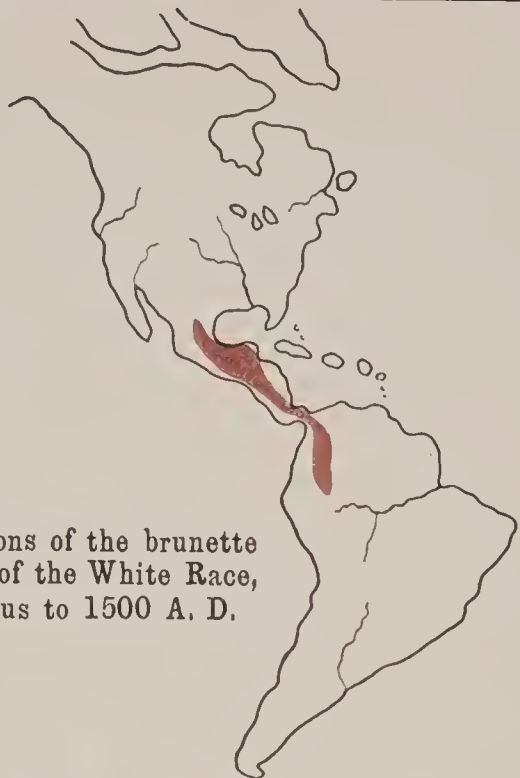 ons of the brunette
of the White Race,
us to 1500 A. D.